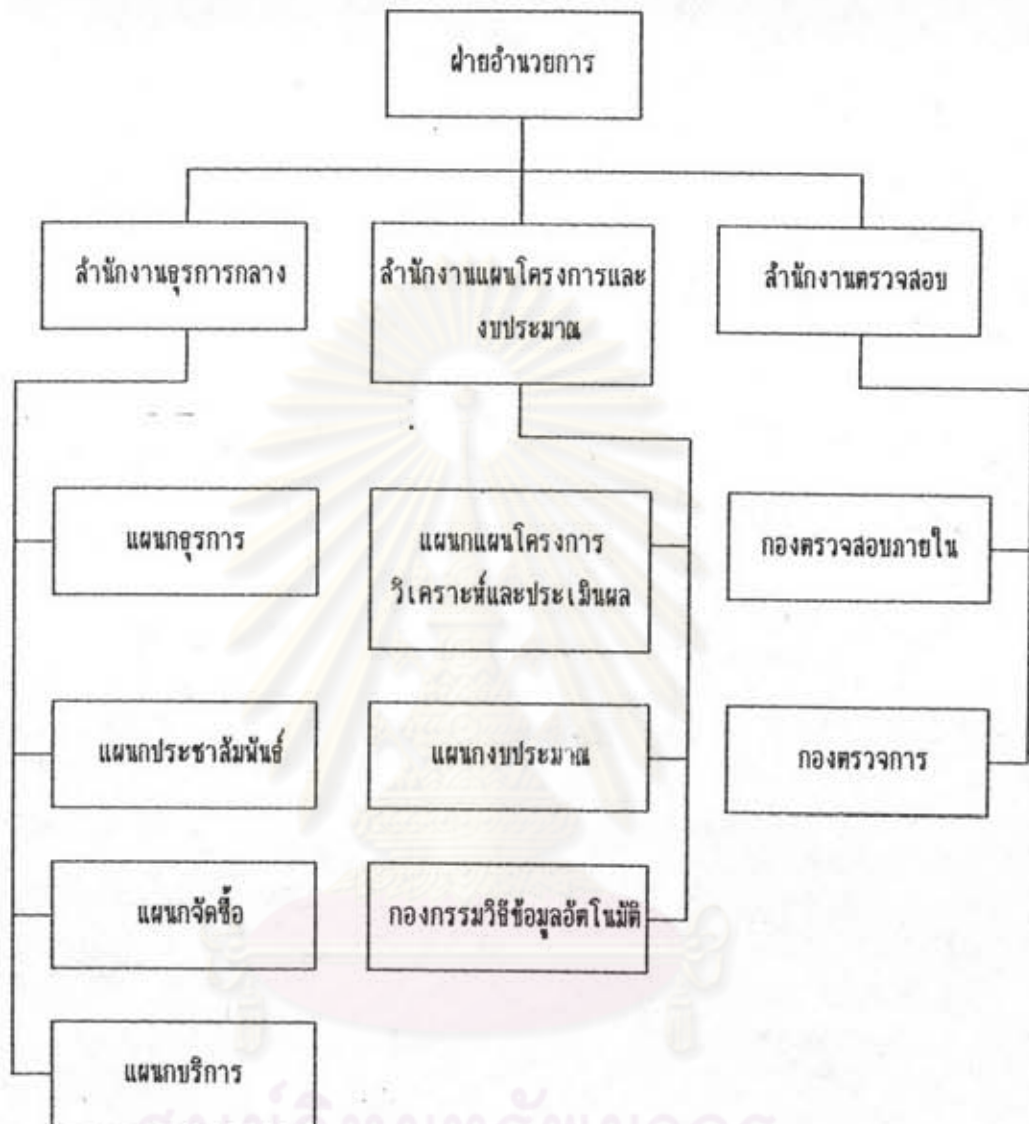 ฝ่ายอำนวยการ
สำนักงานธุรการกลาง
สำนักงานแผนโครงการและ
งบประมาณ
สำนักงานตรวจสอบ
แผนกธุรการ
แผนกแผนโครงการ
วิเคราะห์และประเมินผล
กองตรวจสอบภายใน
แผนกประชาสัมพันธ์
แผนกงบประมาณ
กองตรวจการ
แผนกจัดซื้อ
กองกรรมวิธีข้อมูลอัตโนมัติ
แผนกบริการ